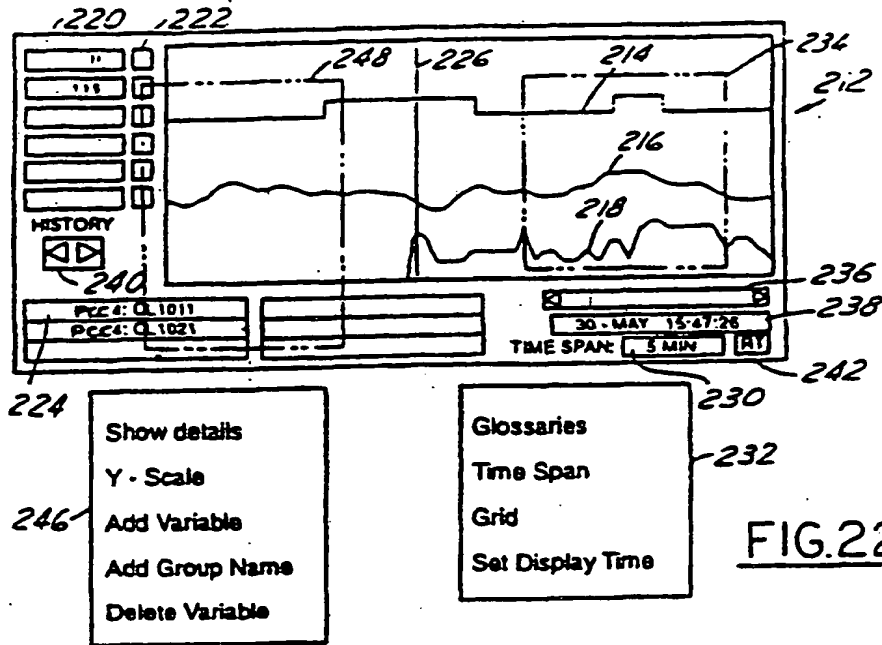 220 222
248 226 214 234
212
216
218
HISTORY
240
PCC4: 0_1011
PCC4: 0_1021
236
30 - MAY 15:47:26
238
TIME SPAN: 5 MIN
242
224
230
Show details
Y - Scale
Add Variable
Add Group Name
Delete Variable
246
Glossaries
Time Span
Grid
Set Display Time
232
FIG.22